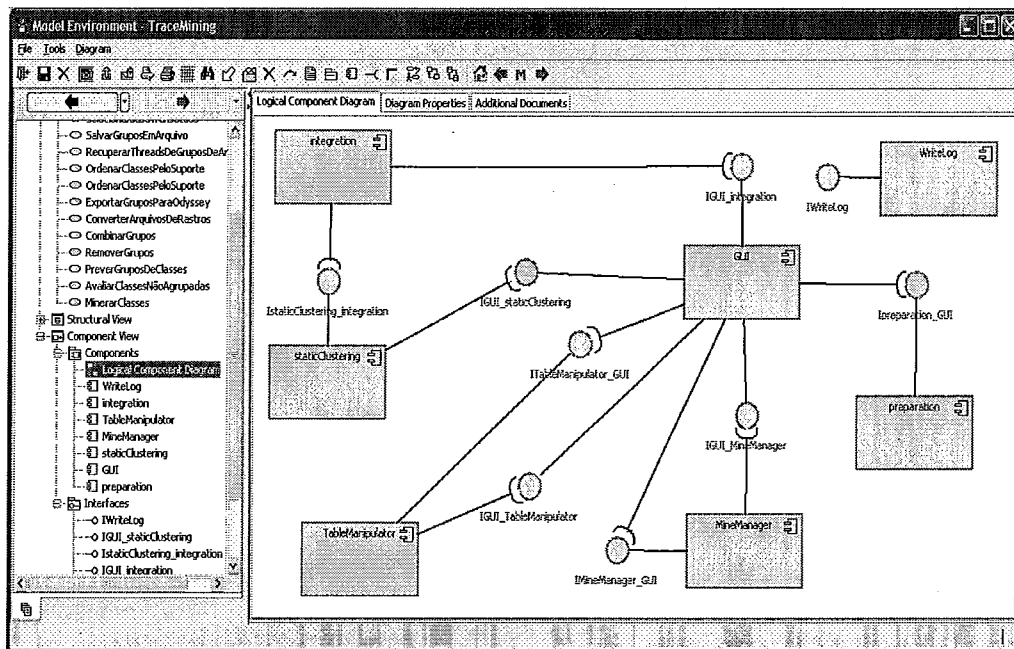 Model Environment - TraceMining
File Tools Diagram
M
Logical Component Diagram Diagram Properties Additional Documents
SalvarGruposEmArquivo
RecuperarThreadsDeGruposDeAr
OrdenarClassesPeloSuporte
OrdenarClassesPeloSuporte
ExportarGruposParaOdyssey
ConverterArquivosDeRastros
CombinarGrupos
RemoverGrupos
PreverGruposDeClasses
AvaliarClassesNãoAgrupadas
MinerarClasses
Structural View
Component View
Components
Logical Component Diagram
WriteLog
integration
TableManipulator
MineManager
staticClustering
GUI
preparation
Interfaces
IWriteLog
IGUI_staticClustering
IstaticClustering_integration
IGUI_integration
integration
WriteLog
IGUI_integration
IWriteLog
GUI
IstaticClustering_integration
IGUI_staticClustering
Ipreparation_GUI
staticClustering
ITableManipulator_GUI
preparation
IGUI_MineManager
IGUI_TableManipulator
TableManipulator
MineManager
IMineManager_GUI